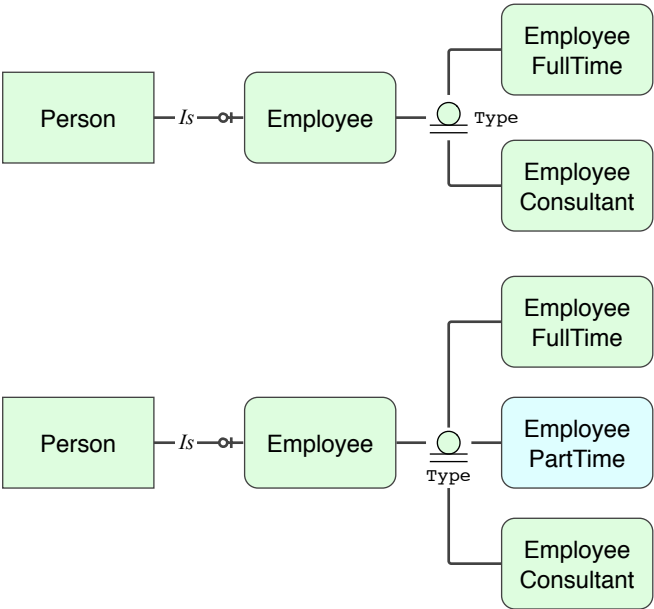 Employee
FullTime
Person
Is
Employee
Type
Employee
Consultant
Employee
FullTime
Person
Is
Employee
Type
Employee
PartTime
Employee
Consultant